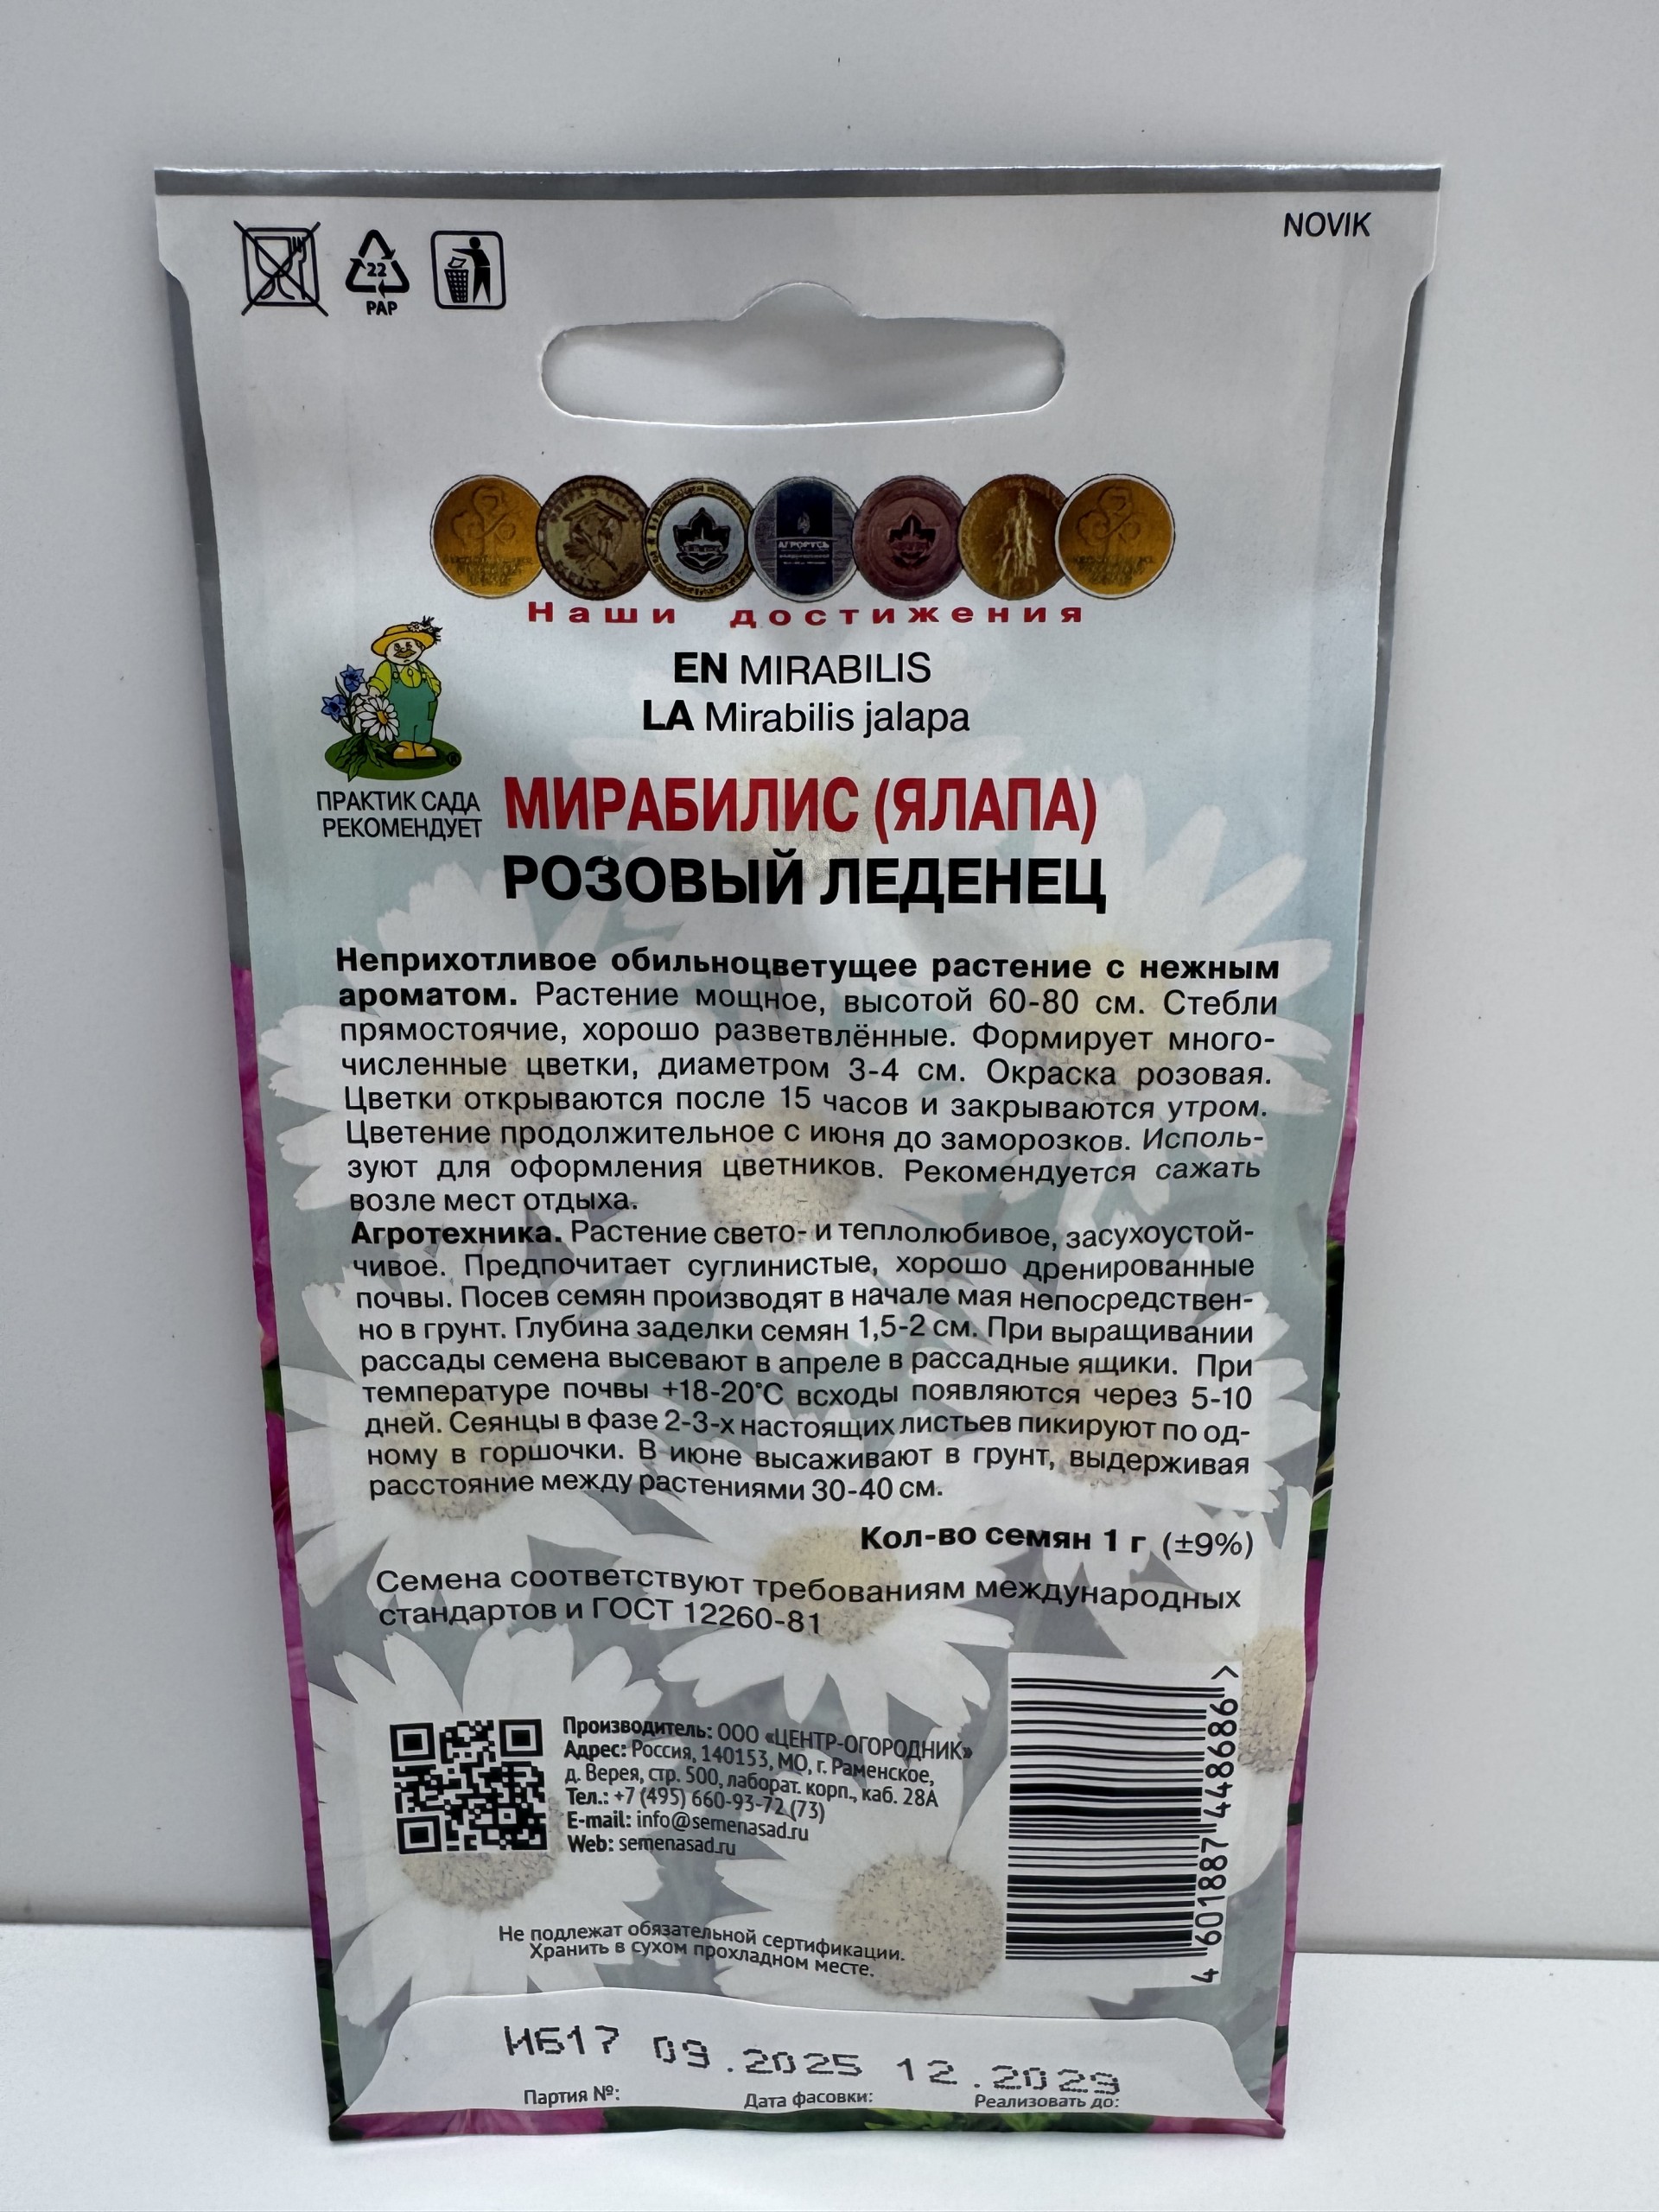 NOVIK
22
PAP
АГРОРУСЬ
Наши достижения
EN MIRABILIS
LA Mirabilis jalapa
ПРАКТИК САДА
РЕКОМЕНДУЕТ
®
МИРАБИЛИС (ЯЛАПА)
РОЗОВЫЙ ЛЕДЕНЕЦ
Неприхотливое обильноцветущее растение с нежным
ароматом. Растение мощное, высотой 60-80 см. Стебли
прямостоячие, хорошо разветвлённые. Формирует много-
численные цветки, диаметром 3-4 см. Окраска розовая.
Цветки открываются после 15 часов и закрываются утром.
Цветение продолжительное с июня до заморозков. Исполь-
зуют для оформления цветников. Рекомендуется сажать
возле мест отдыха.
Агротехника. Растение свето- и теплолюбивое, засухоустой-
чивое. Предпочитает суглинистые, хорошо дренированные
почвы. Посев семян производят в начале мая непосредствен-
но в грунт. Глубина заделки семян 1,5-2 см. При выращивании
рассады семена высевают в апреле в рассадные ящики. При
температуре почвы +18-20°С всходы появляются через 5-10
дней. Сеянцы в фазе 2-3-х настоящих листьев пикируют по од-
ному в горшочки. В июне высаживают в грунт, выдерживая
расстояние между растениями 30-40 см.
Кол-во семян 1 г (±9%)
Семена соответствуют требованиям международных
стандартов и ГОСТ 12260-81
Производитель: ООО «ЦЕНТР-ОГОРОДНИК»
Адрес: Россия, 140153, МО, г. Раменское,
д. Верея, стр. 500, лаборат. корп., каб. 28А
Тел.: +7 (495) 660-93-72 (73)
E-mail: info@semenasad.ru
Web: semenasad.ru
4 601887 448686 >
Не подлежат обязательной сертификации.
Хранить в сухом прохладном месте.
И617 09.2025 12.2029
Партия №: Дата фасовки: Реализовать до: